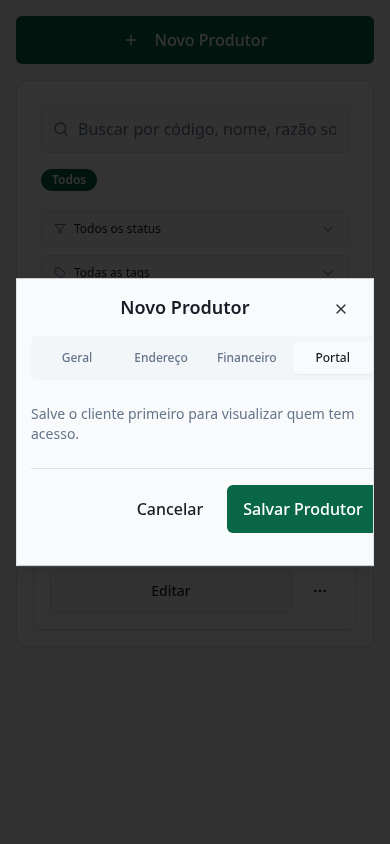 Novo Produtor
Buscar por código, nome, razão so
Todos
Todos os status
Todas as tags
Novo Produtor
Geral
Endereço
Financeiro
Portal
Salve o cliente primeiro para visualizar quem tem
acesso.
Cancelar
Salvar Produtor
Editar